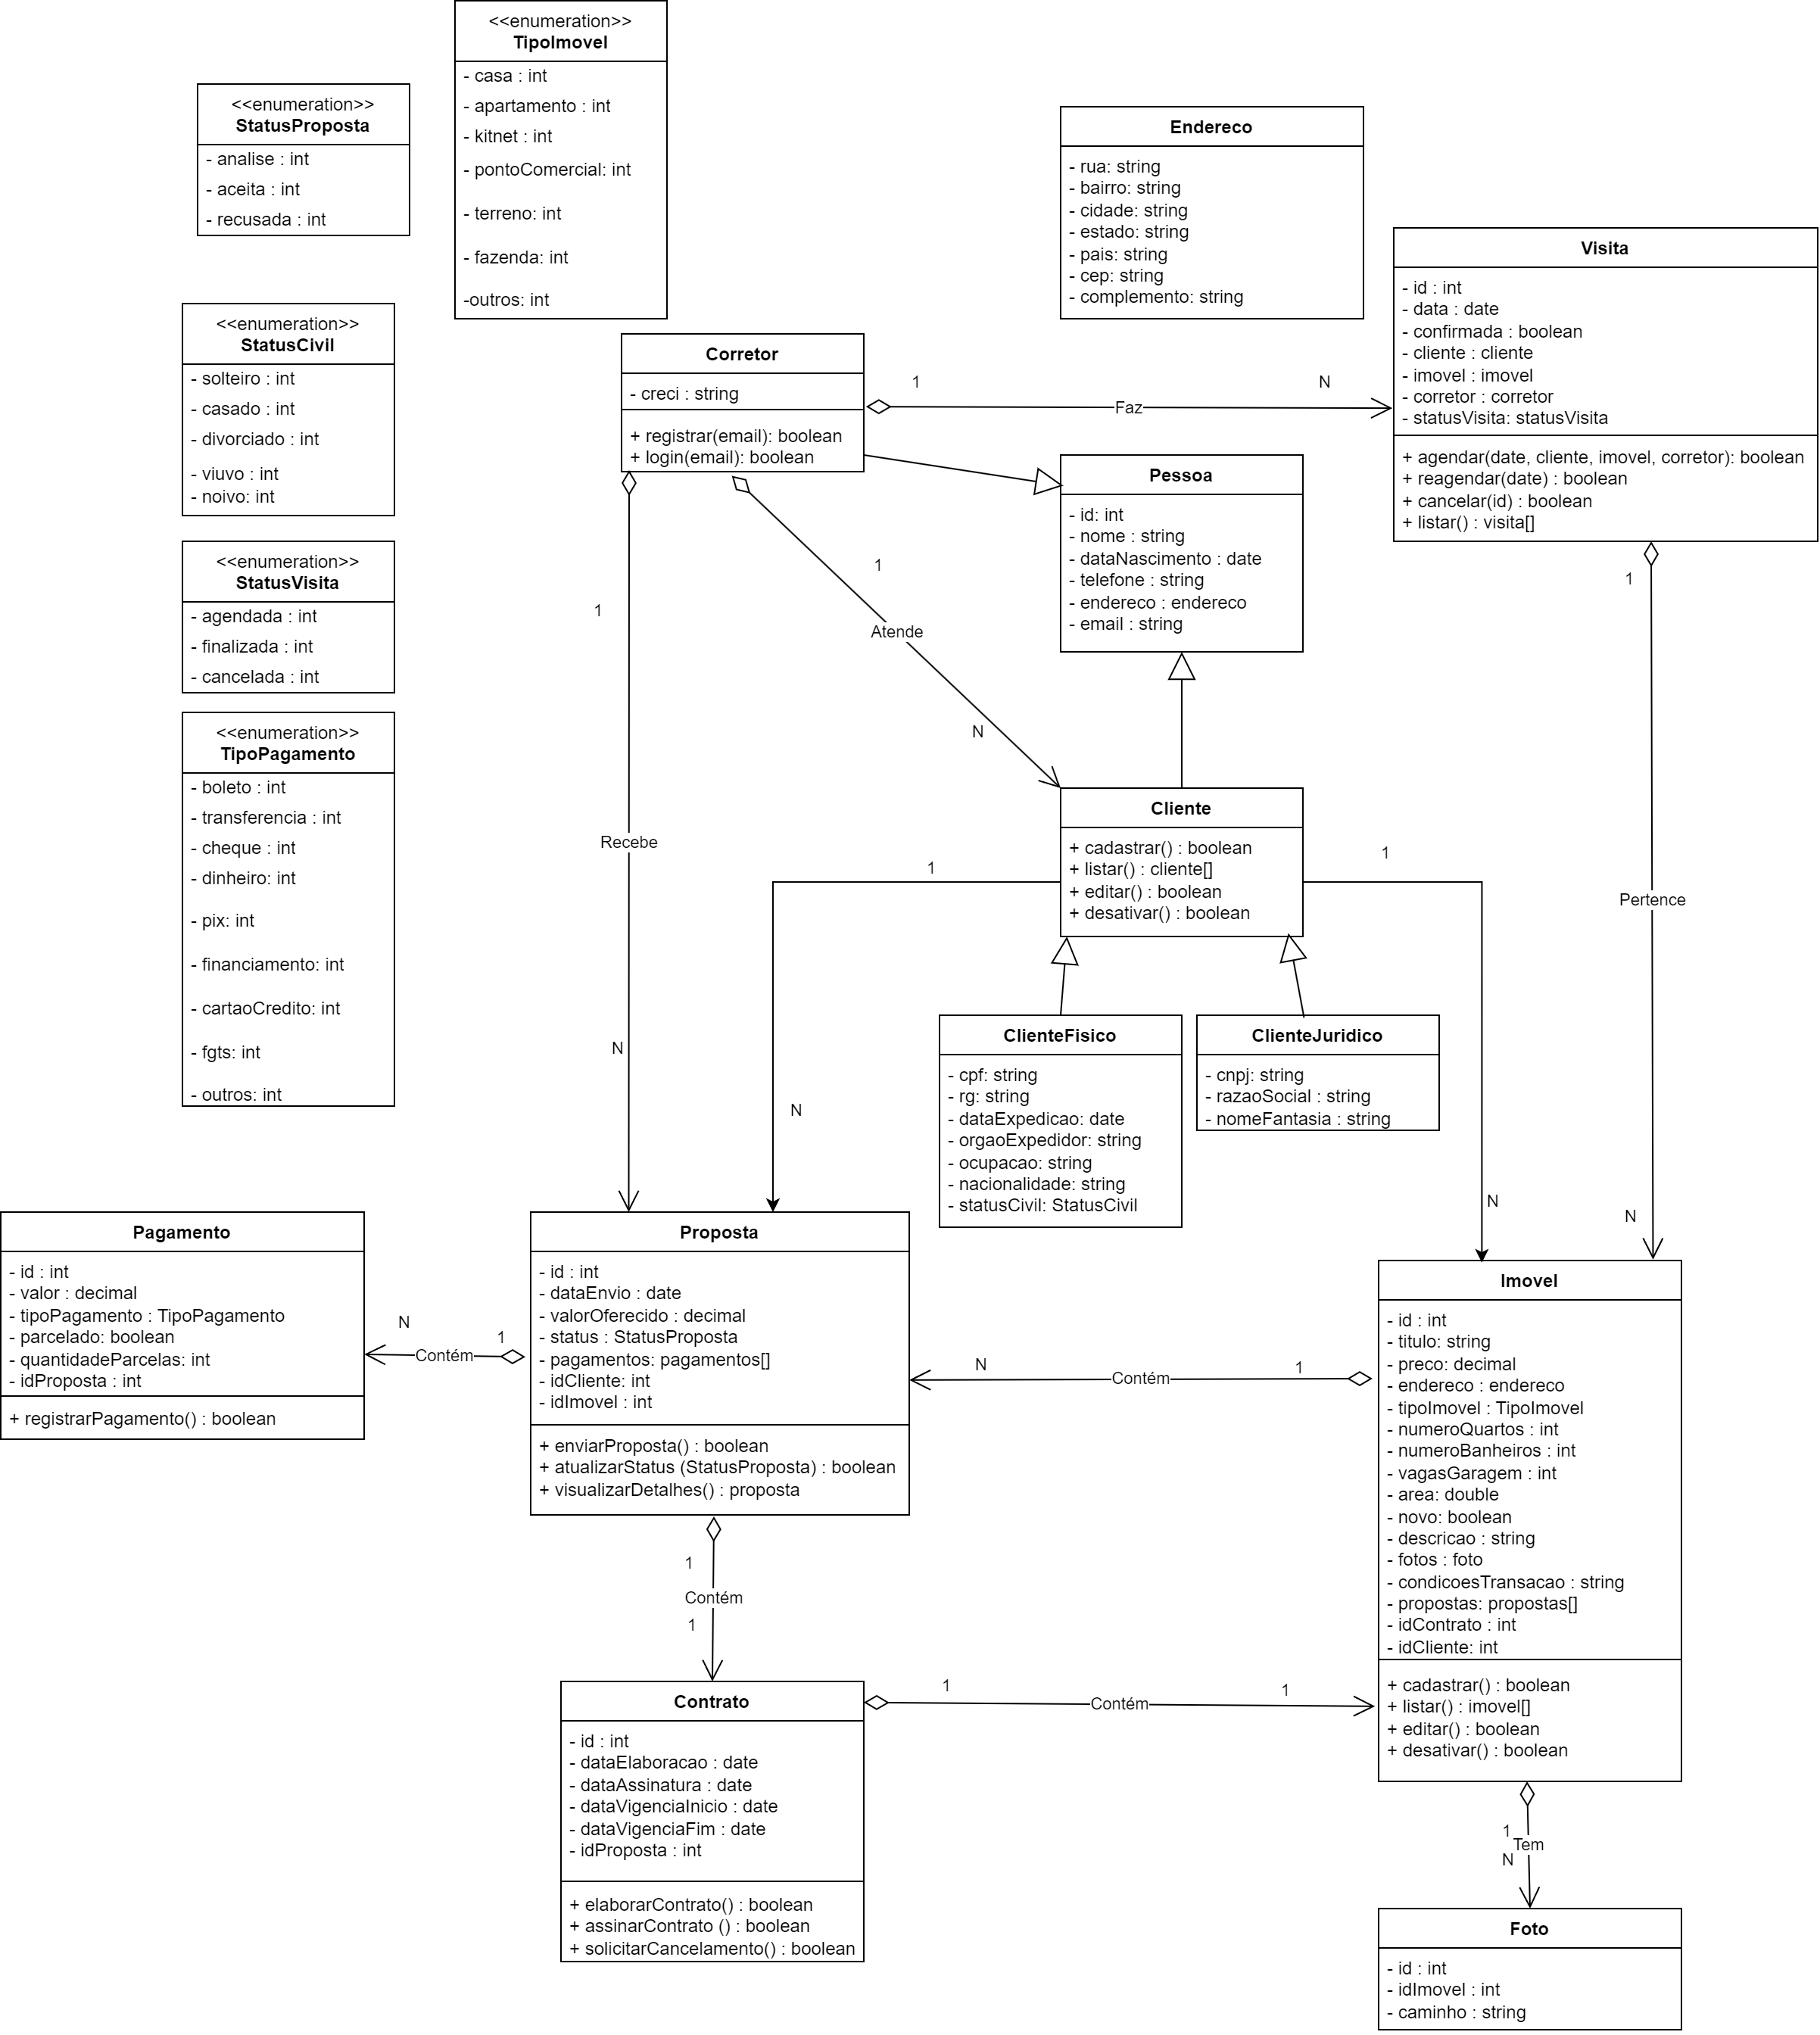 <<enumeration>>
TipoImovel
- casa : int
- apartamento : int
- kitnet : int
- pontoComercial: int
- terreno: int
- fazenda: int
-outros: int
<<enumeration>>
StatusProposta
- analise : int
- aceita : int
- recusada : int
Endereco
- rua: string
- bairro: string
- cidade: string
- estado: string
- pais: string
- cep: string
- complemento: string
Visita
- id : int
- data : date
- confirmada : boolean
- cliente : cliente
- imovel : imovel
- corretor : corretor
- statusVisita: statusVisita
+ agendar(date, cliente, imovel, corretor): boolean
+ reagendar(date) : boolean
+ cancelar(id) : boolean
+ listar() : visita[]
<<enumeration>>
StatusCivil
- solteiro : int
- casado : int
- divorciado : int
- viuvo : int
- noivo: int
Corretor
- creci : string
+ registrar(email): boolean
+ login(email): boolean
1
Faz
N
Pessoa
- id: int
- nome : string
- dataNascimento : date
- telefone : string
- endereco : endereco
- email : string
<<enumeration>>
StatusVisita
- agendada : int
- finalizada : int
- cancelada : int
1
Atende
N
1
Recebe
N
1
Pertence
N
<<enumeration>>
TipoPagamento
- boleto : int
- transferencia : int
- cheque : int
- dinheiro: int
- pix: int
- financiamento: int
- cartaoCredito: int
- fgts: int
- outros: int
Cliente
+ cadastrar() : boolean
+ listar() : cliente[]
+ editar() : boolean
+ desativar() : boolean
1
N
1
N
ClienteFisico
- cpf: string
- rg: string
- dataExpedicao: date
- orgaoExpedidor: string
- ocupacao: string
- nacionalidade: string
- statusCivil: StatusCivil
ClienteJuridico
- cnpj: string
- razaoSocial : string
- nomeFantasia : string
Pagamento
- id : int
- valor : decimal
- tipoPagamento : TipoPagamento
- parcelado: boolean
- quantidadeParcelas: int
- idProposta : int
+ registrarPagamento() : boolean
N
Contém
1
Proposta
- id : int
- dataEnvio : date
- valorOferecido : decimal
- status : StatusProposta
- pagamentos: pagamentos[]
- idCliente: int
- idImovel : int
+ enviarProposta() : boolean
+ atualizarStatus (StatusProposta) : boolean
+ visualizarDetalhes() : proposta
N
Contém
1
Imovel
- id : int
- titulo: string
- preco: decimal
- endereco : endereco
- tipoImovel : TipoImovel
- numeroQuartos : int
- numeroBanheiros : int
- vagasGaragem : int
- area: double
- novo: boolean
- descricao : string
- fotos : foto
- condicoesTransacao : string
- propostas: propostas[]
- idContrato : int
- idCliente: int
+ cadastrar() : boolean
+ listar() : imovel[]
+ editar() : boolean
+ desativar() : boolean
1
Contém
1
Contrato
- id : int
- dataElaboracao : date
- dataAssinatura : date
- dataVigenciaInicio : date
- dataVigenciaFim : date
- idProposta : int
+ elaborarContrato() : boolean
+ assinarContrato () : boolean
+ solicitarCancelamento() : boolean
1
Contém
1
1
Tem
N
Foto
- id : int
- idImovel : int
- caminho : string